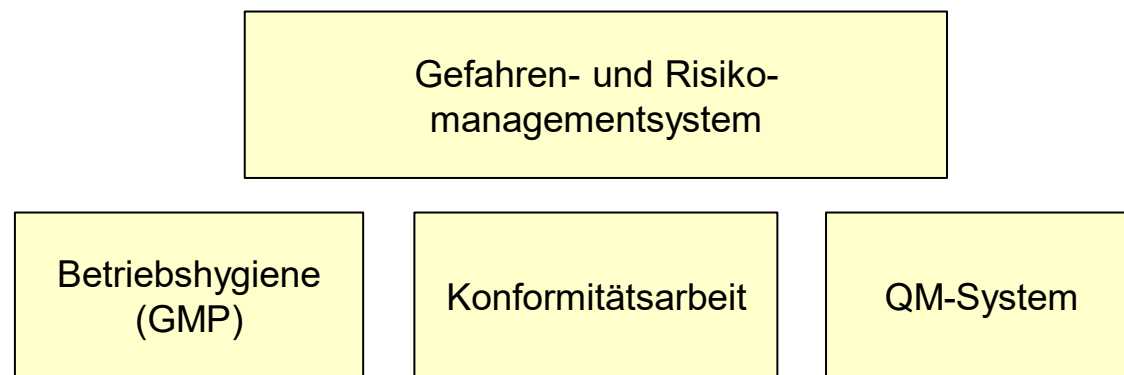 Gefahren- und Risiko-
managementsystem
Betriebshygiene
(GMP)
Konformitätsarbeit
QM-System